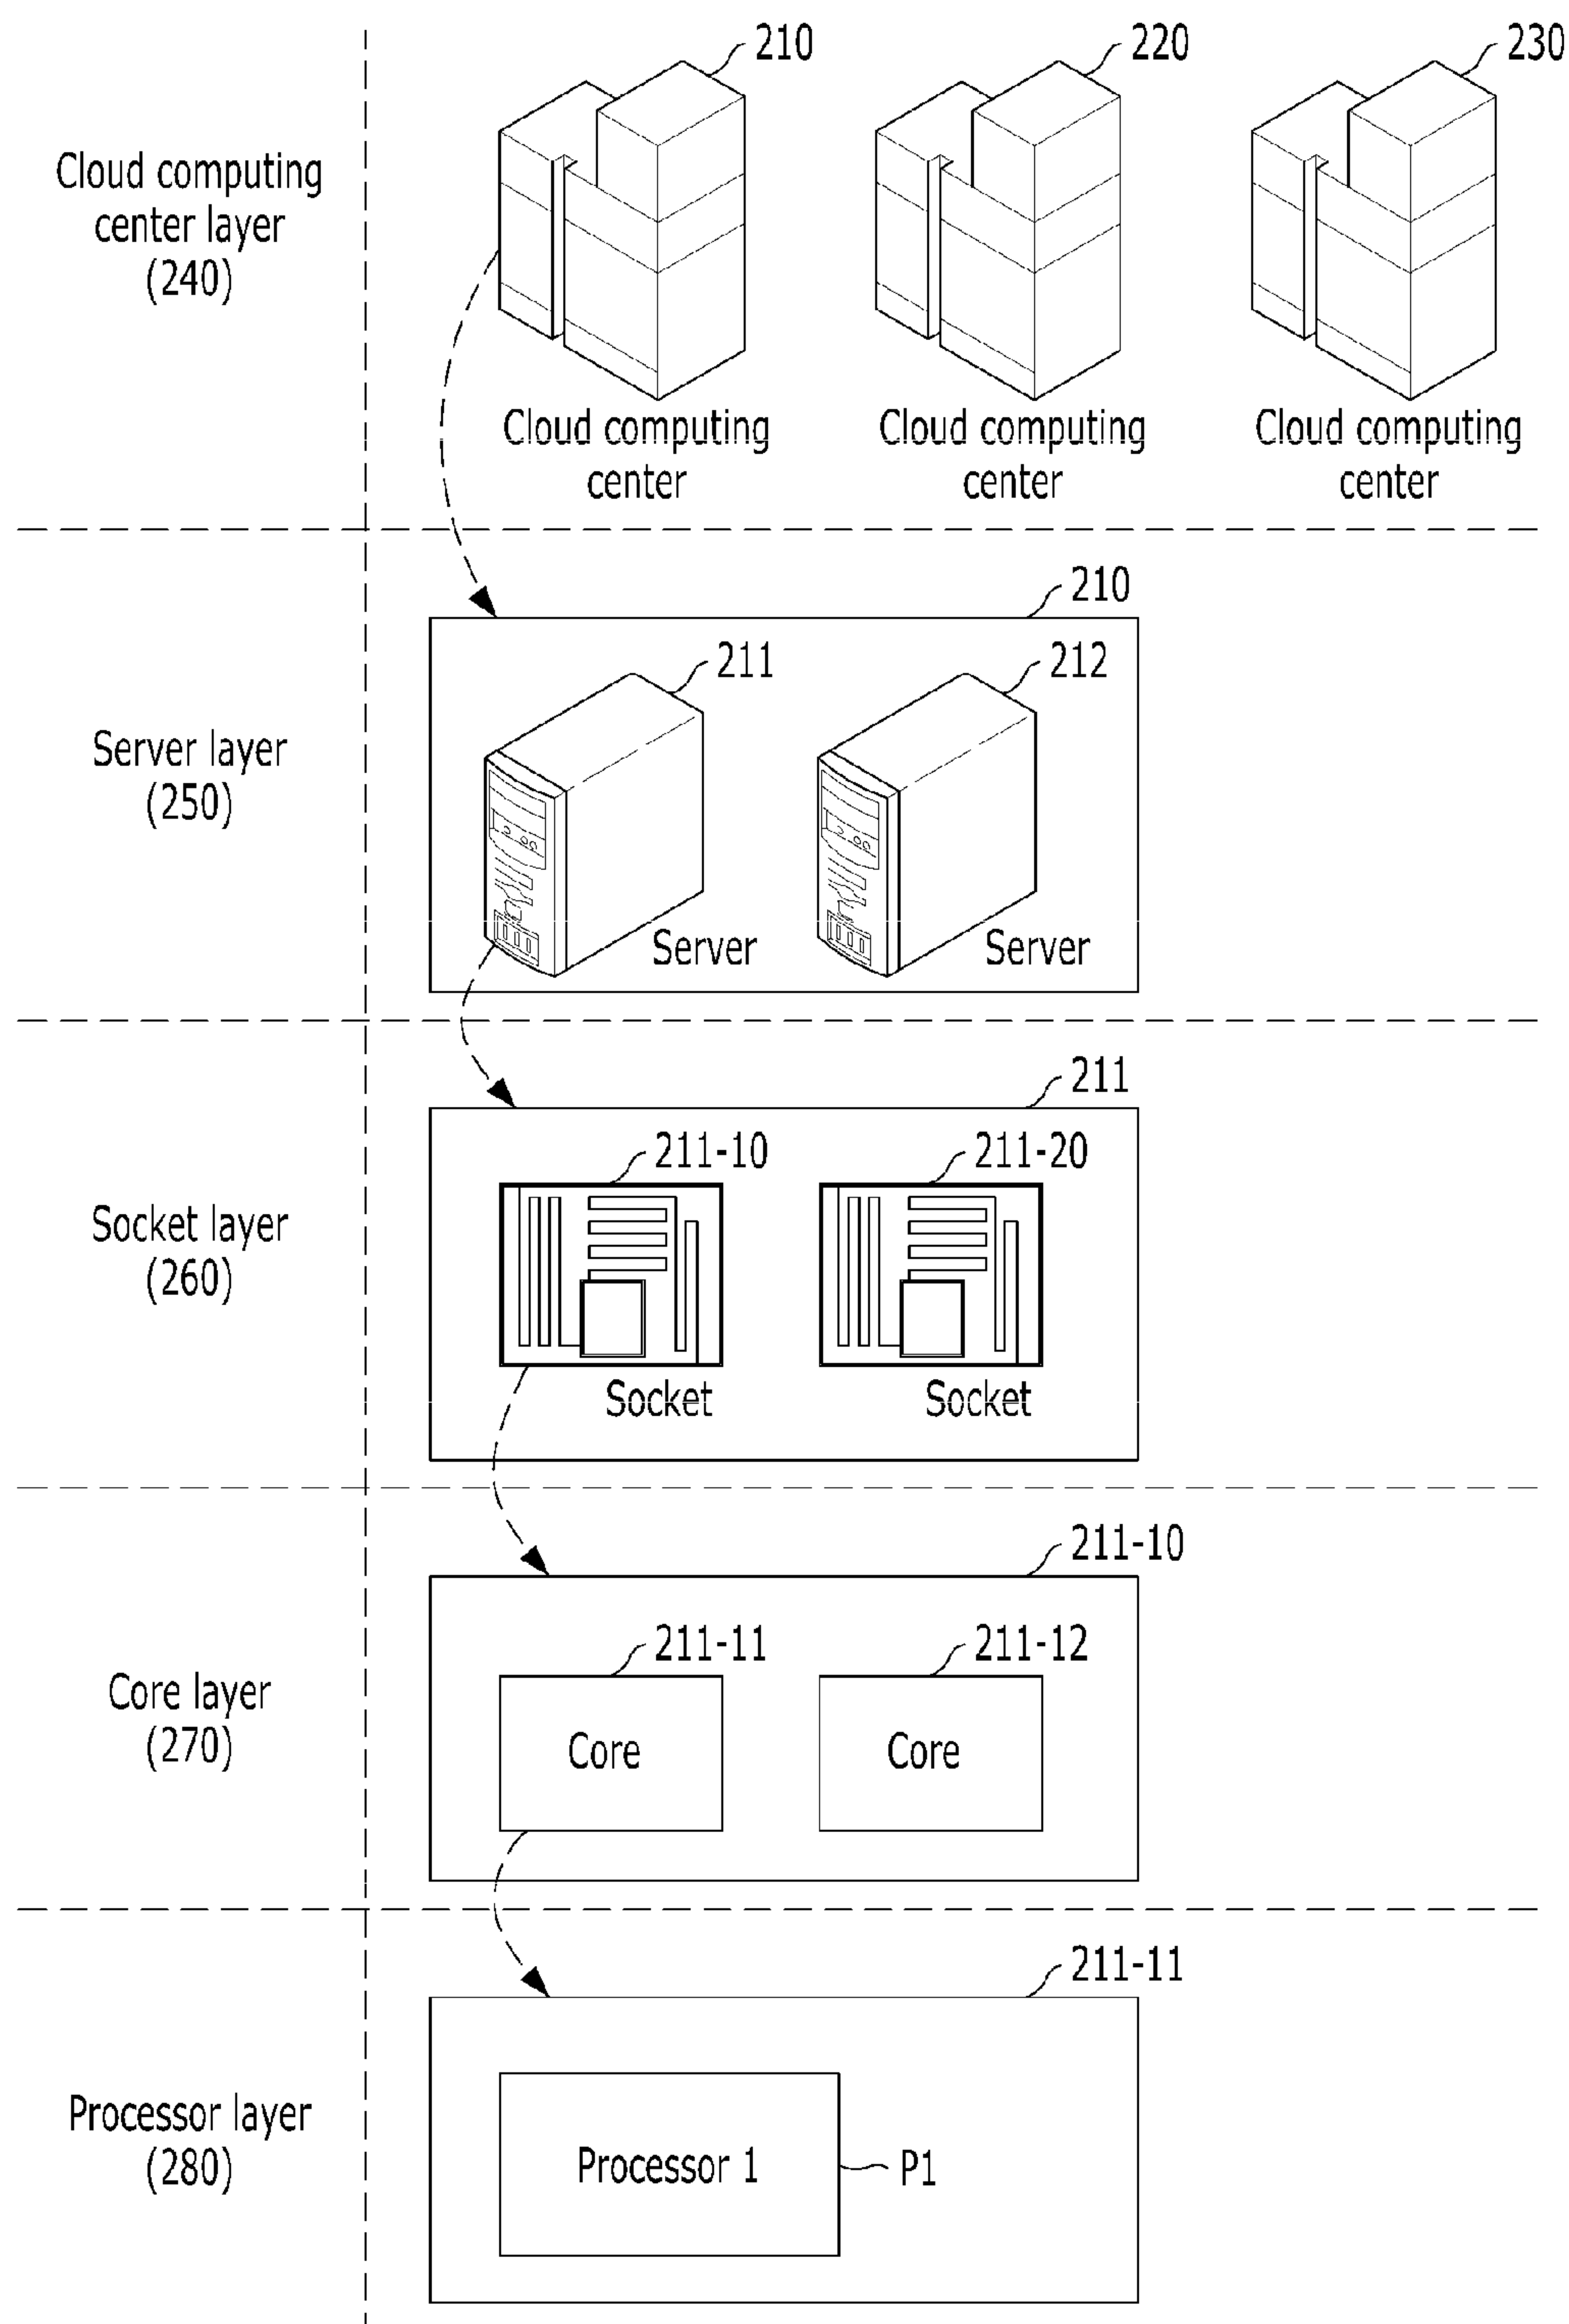 210
220
230
Cloud computing
center layer
(240)
Cloud computing
center
Cloud computing
center
Cloud computing
center
210
211
212
Server layer
(250)
Server
Server
211
211-10
211-20
Socket layer
(260)
Socket
Socket
211-10
211-11
211-12
Core layer
(270)
Core
Core
211-11
Processor layer
(280)
Processor 1
P1